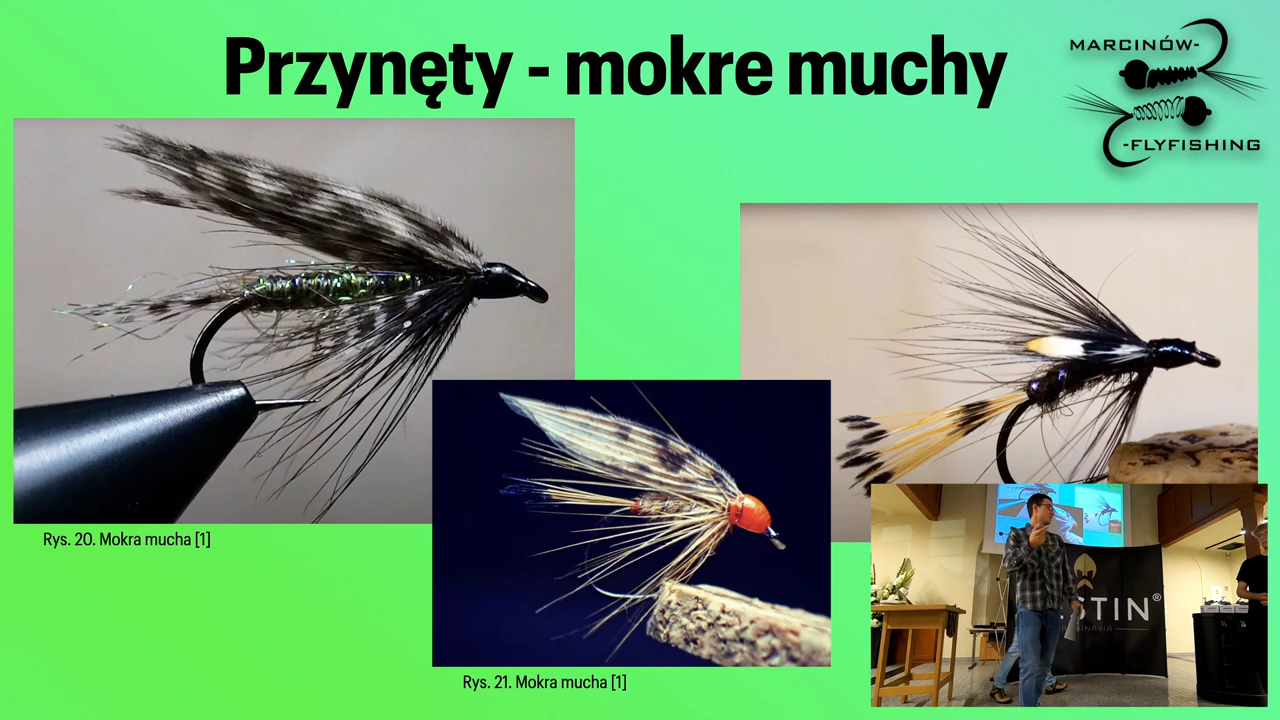 Przynęty - mokre muchy
MARCINÓW-
-FLYFISHING
Rys. 20. Mokra mucha [1]
Rys. 21. Mokra mucha [1]